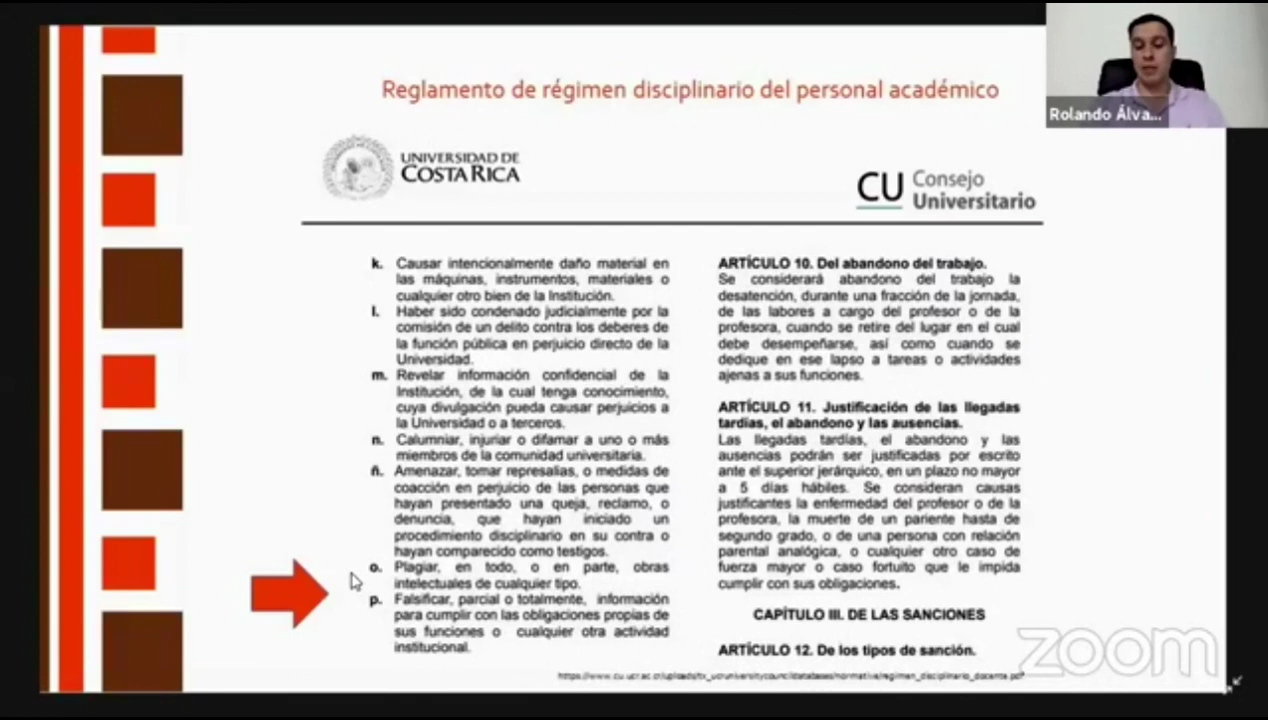 Reglamento de régimen disciplinario del personal académico
Rolando Álva...
UNIVERSIDAD DE
COSTA RICA
CU Consejo
Universitario
k. Causar intencionalmente daño material en
las máquinas, instrumentos, materiales o
cualquier otro bien de la Institución.
l. Haber sido condenado judicialmente por la
comisión de un delito contra los deberes de
la función pública en perjuicio directo de la
Universidad.
m. Revelar información confidencial de la
Institución, de la cual tenga conocimiento,
cuya divulgación pueda causar perjuicios a
la Universidad o a terceros.
n. Calumniar, injuriar o difamar a uno o más
miembros de la comunidad universitaria.
ñ. Amenazar, tomar represalias, o medidas de
coacción en perjuicio de las personas que
hayan presentado una queja, reclamo, o
denuncia, que hayan iniciado un
procedimiento disciplinario en su contra o
hayan comparecido como testigos.
o. Plagiar, en todo, o en parte, obras
intelectuales de cualquier tipo.
p. Falsificar, parcial o totalmente, información
para cumplir con las obligaciones propias de
sus funciones o cualquier otra actividad
institucional.
ARTÍCULO 10. Del abandono del trabajo.
Se considerará abandono del trabajo la
desatención, durante una fracción de la jornada,
de las labores a cargo del profesor o de la
profesora, cuando se retire del lugar en el cual
debe desempeñarse, así como cuando se
dedique en ese lapso a tareas o actividades
ajenas a sus funciones.
ARTÍCULO 11. Justificación de las llegadas
tardías, el abandono y las ausencias.
Las llegadas tardías, el abandono y las
ausencias podrán ser justificadas por escrito
ante el superior jerárquico, en un plazo no mayor
a 5 días hábiles. Se consideran causas
justificantes la enfermedad del profesor o de la
profesora, la muerte de un pariente hasta de
segundo grado, o de una persona con relación
parental analógica, o cualquier otro caso de
fuerza mayor o caso fortuito que le impida
cumplir con sus obligaciones.
CAPÍTULO III. DE LAS SANCIONES
ARTÍCULO 12. De los tipos de sanción.
zoom